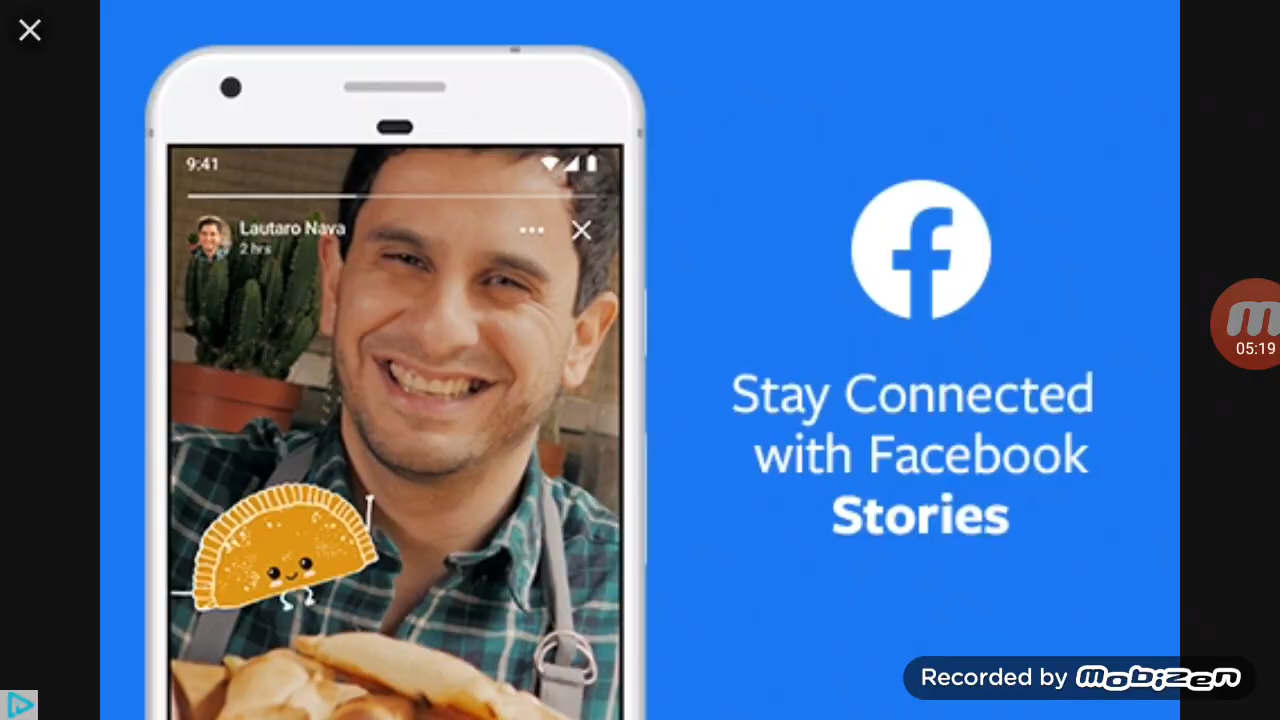 9:41
Lautaro Nava
2 hrs
Stay Connected
with Facebook
Stories
05:19
Recorded by mobizen